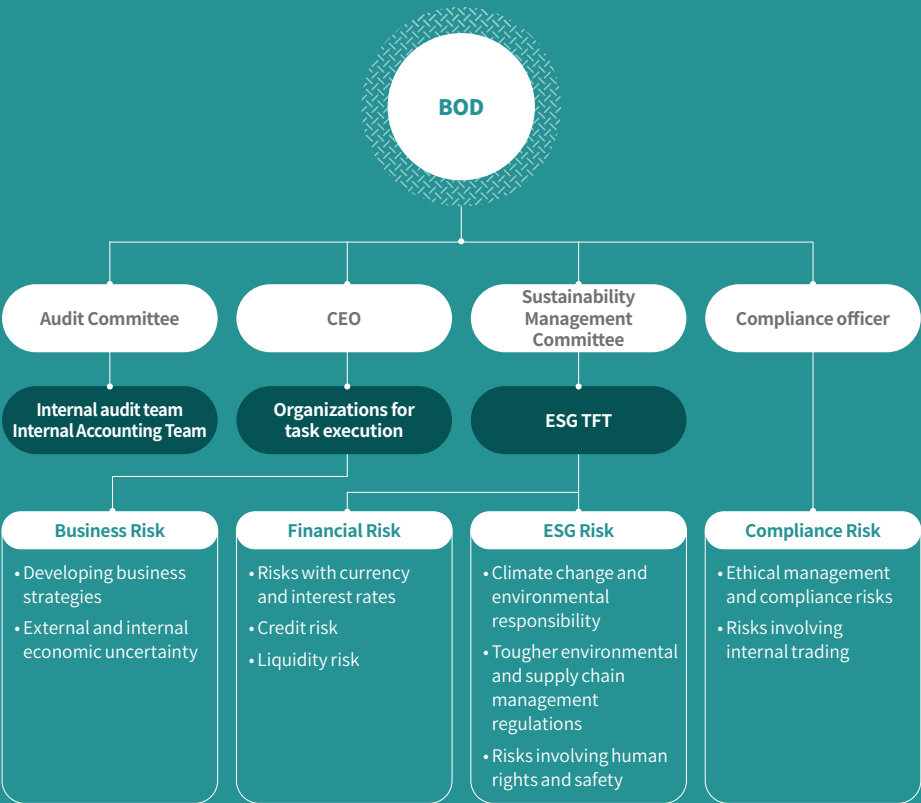 BOD
Audit Committee
CEO
Sustainability
Management
Committee
Compliance officer
Internal audit team
Internal Accounting Team
Organizations for
task execution
ESG TFT
Business Risk
• Developing business
strategies
• External and internal
economic uncertainty
Financial Risk
• Risks with currency
and interest rates
• Credit risk
• Liquidity risk
ESG Risk
• Climate change and
environmental
responsibility
• Tougher environmental
and supply chain
management
regulations
• Risks involving human
rights and safety
Compliance Risk
• Ethical management
and compliance risks
• Risks involving
internal trading